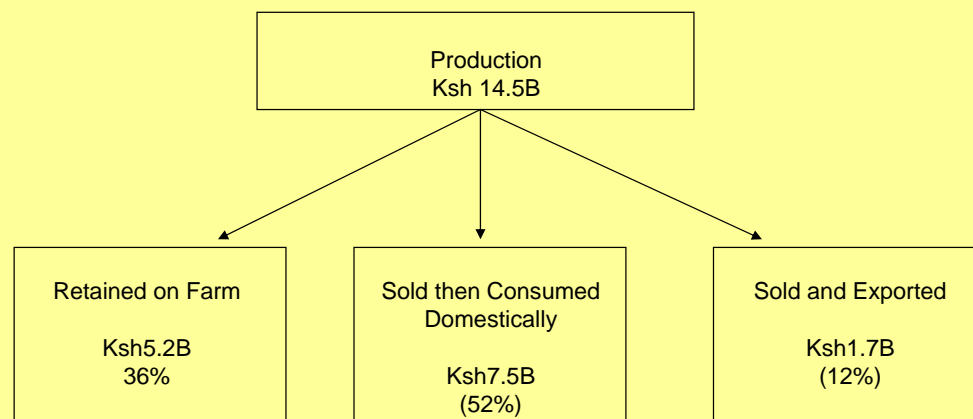 Production
Ksh 14.5B
Retained on Farm
Ksh5.2B
36%
Sold then Consumed
Domestically
Ksh7.5B
(52%)
Sold and Exported
Ksh1.7B
(12%)